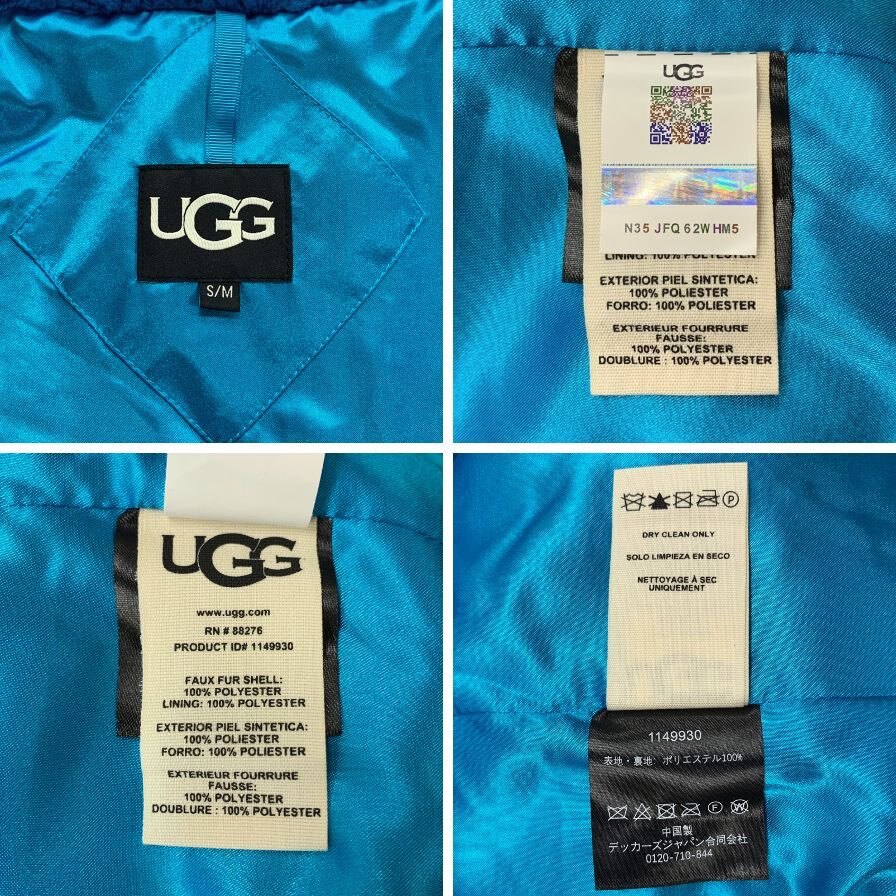 UGG
S/M
UGG
N35 JFQ 62W HM5
LINING: 100% POLYESTER
EXTERIOR PIEL SINTETICA:
100% POLIESTER
FORRO: 100% POLIESTER
EXTERIEUR FOURRURE
FAUSSE:
100% POLYESTER
DOUBLURE : 100% POLYESTER
UGG
www.ugg.com
RN # 88276
PRODUCT ID# 1149930
FAUX FUR SHELL:
100% POLYESTER
LINING: 100% POLYESTER
EXTERIOR PIEL SINTETICA:
100% POLIESTER
FORRO: 100% POLIESTER
EXTERIEUR FOURRURE
FAUSSE:
100% POLYESTER
DOUBLURE : 100% POLYESTER
P
DRY CLEAN ONLY
SOLO LIMPIEZA EN SECO
NETTOYAGE À SEC
UNIQUEMENT
1149930
表地・裏地: ポリエステル100%
F W
中国製
デッカーズジャパン合同会社
0120-710-844